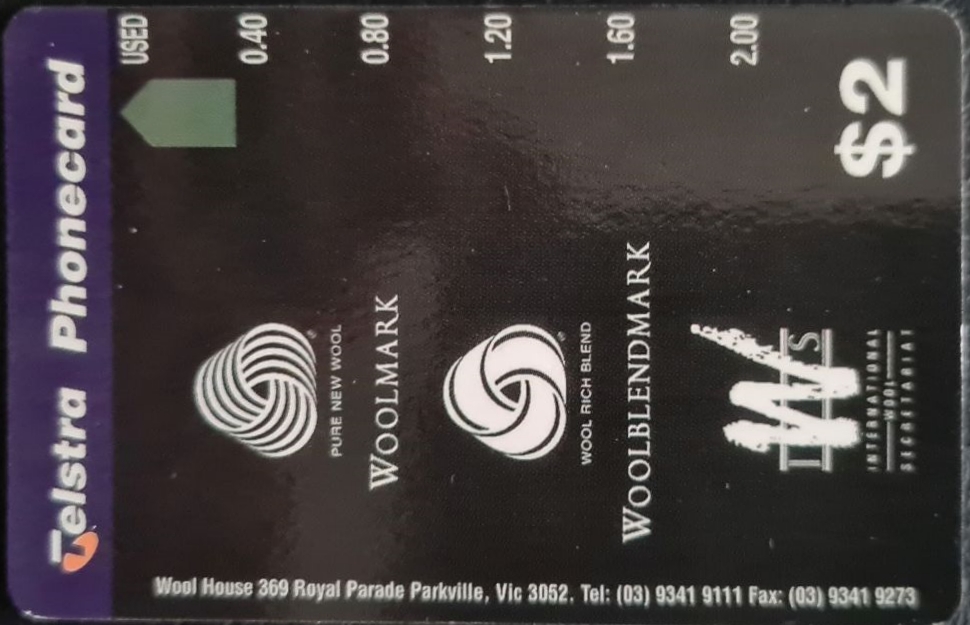 Telstra Phonecard
USED
0.40
0.80
1.20
1.60
2.00
$2
PURE NEW WOOL
WOOLMARK
WOOL RICH BLEND
WOOLBLENDMARK
IWS
INTERNATIONAL
WOOL
SECRETARIAT
Wool House 369 Royal Parade Parkville, Vic 3052. Tel: (03) 9341 9111 Fax: (03) 9341 9273